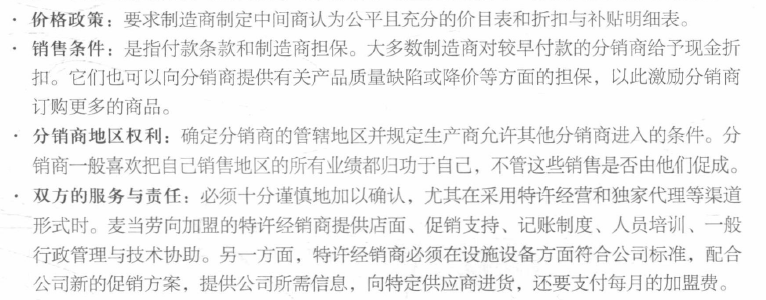 · 价格政策：要求制造商制定中间商认为公平且充分的价目表和折扣与补贴明细表。
· 销售条件：是指付款条款和制造商担保。大多数制造商对较早付款的分销商给予现金折
扣。它们也可以向分销商提供有关产品质量缺陷或降价等方面的担保，以此激励分销商
订购更多的商品。
· 分销商地区权利：确定分销商的管辖地区并规定生产商允许其他分销商进入的条件。分
销商一般喜欢把自己销售地区的所有业绩都归功于自己，不管这些销售是否由他们促成。
· 双方的服务与责任：必须十分谨慎地加以确认，尤其在采用特许经营和独家代理等渠道
形式时。麦当劳向加盟的特许经销商提供店面、促销支持、记账制度、人员培训、一般
行政管理与技术协助。另一方面，特许经销商必须在设施设备方面符合公司标准，配合
公司新的促销方案，提供公司所需信息，向特定供应商进货，还要支付每月的加盟费。